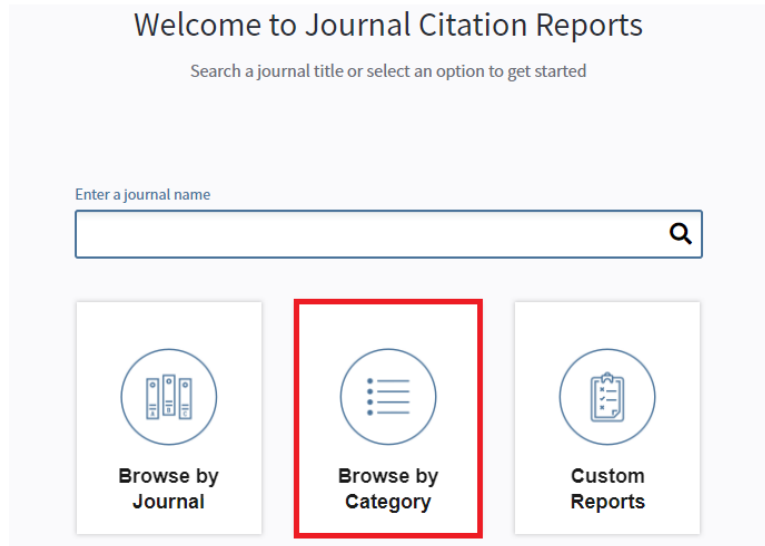 Welcome to Journal Citation Reports
Search a journal title or select an option to get started
Enter a journal name
Browse by
Journal
Browse by
Category
Custom
Reports